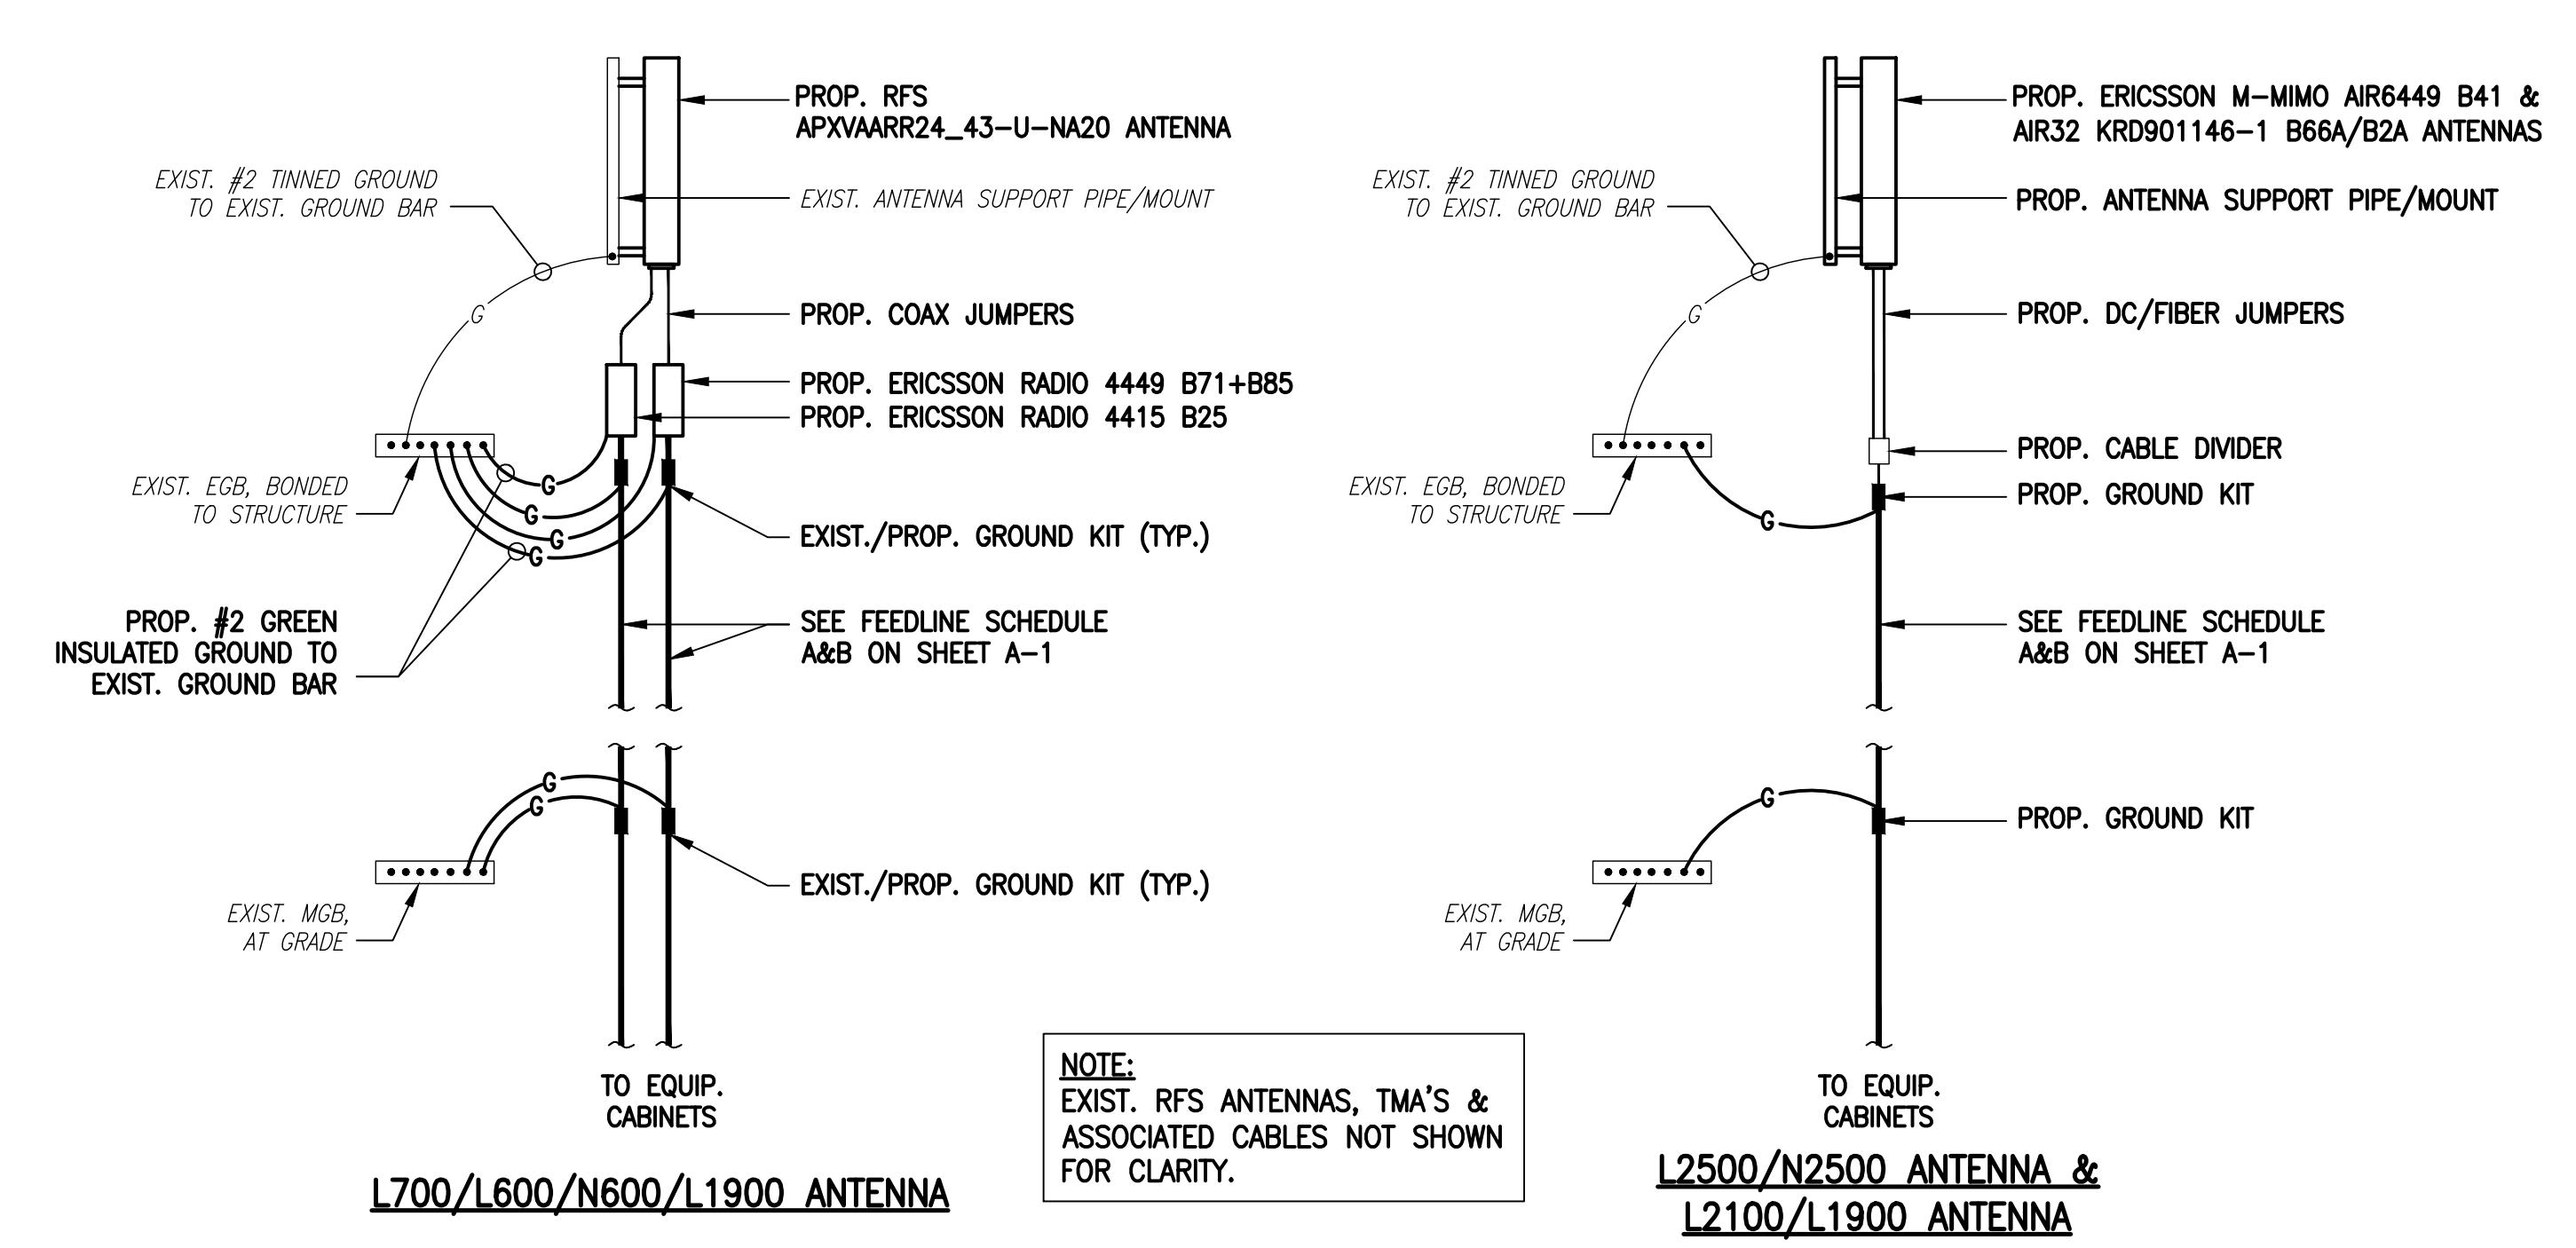 PROP. RFS
APXVAARR24_43-U-NA20 ANTENNA
EXIST. #2 TINNED GROUND
TO EXIST. GROUND BAR
EXIST. ANTENNA SUPPORT PIPE/MOUNT
G
PROP. COAX JUMPERS
PROP. ERICSSON RADIO 4449 B71+B85
PROP. ERICSSON RADIO 4415 B25
EXIST. EGB, BONDED
TO STRUCTURE
G
G
G
G
EXIST./PROP. GROUND KIT (TYP.)
PROP. #2 GREEN
INSULATED GROUND TO
EXIST. GROUND BAR
SEE FEEDLINE SCHEDULE
A&B ON SHEET A-1
G
G
EXIST./PROP. GROUND KIT (TYP.)
EXIST. MGB,
AT GRADE
TO EQUIP.
CABINETS
L700/L600/N600/L1900 ANTENNA
NOTE:
EXIST. RFS ANTENNAS, TMA'S &
ASSOCIATED CABLES NOT SHOWN
FOR CLARITY.
PROP. ERICSSON M-MIMO AIR6449 B41 &
AIR32 KRD901146-1 B66A/B2A ANTENNAS
EXIST. #2 TINNED GROUND
TO EXIST. GROUND BAR
PROP. ANTENNA SUPPORT PIPE/MOUNT
G
PROP. DC/FIBER JUMPERS
PROP. CABLE DIVIDER
EXIST. EGB, BONDED
TO STRUCTURE
PROP. GROUND KIT
G
SEE FEEDLINE SCHEDULE
A&B ON SHEET A-1
G
PROP. GROUND KIT
EXIST. MGB,
AT GRADE
TO EQUIP.
CABINETS
L2500/N2500 ANTENNA &
L2100/L1900 ANTENNA